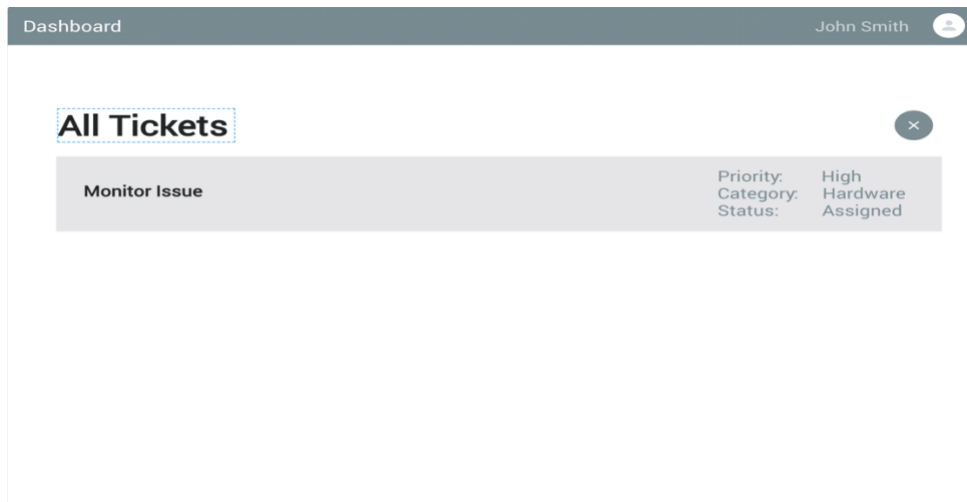 Dashboard John Smith
All Tickets
Monitor Issue
Priority: High
Category: Hardware
Status: Assigned